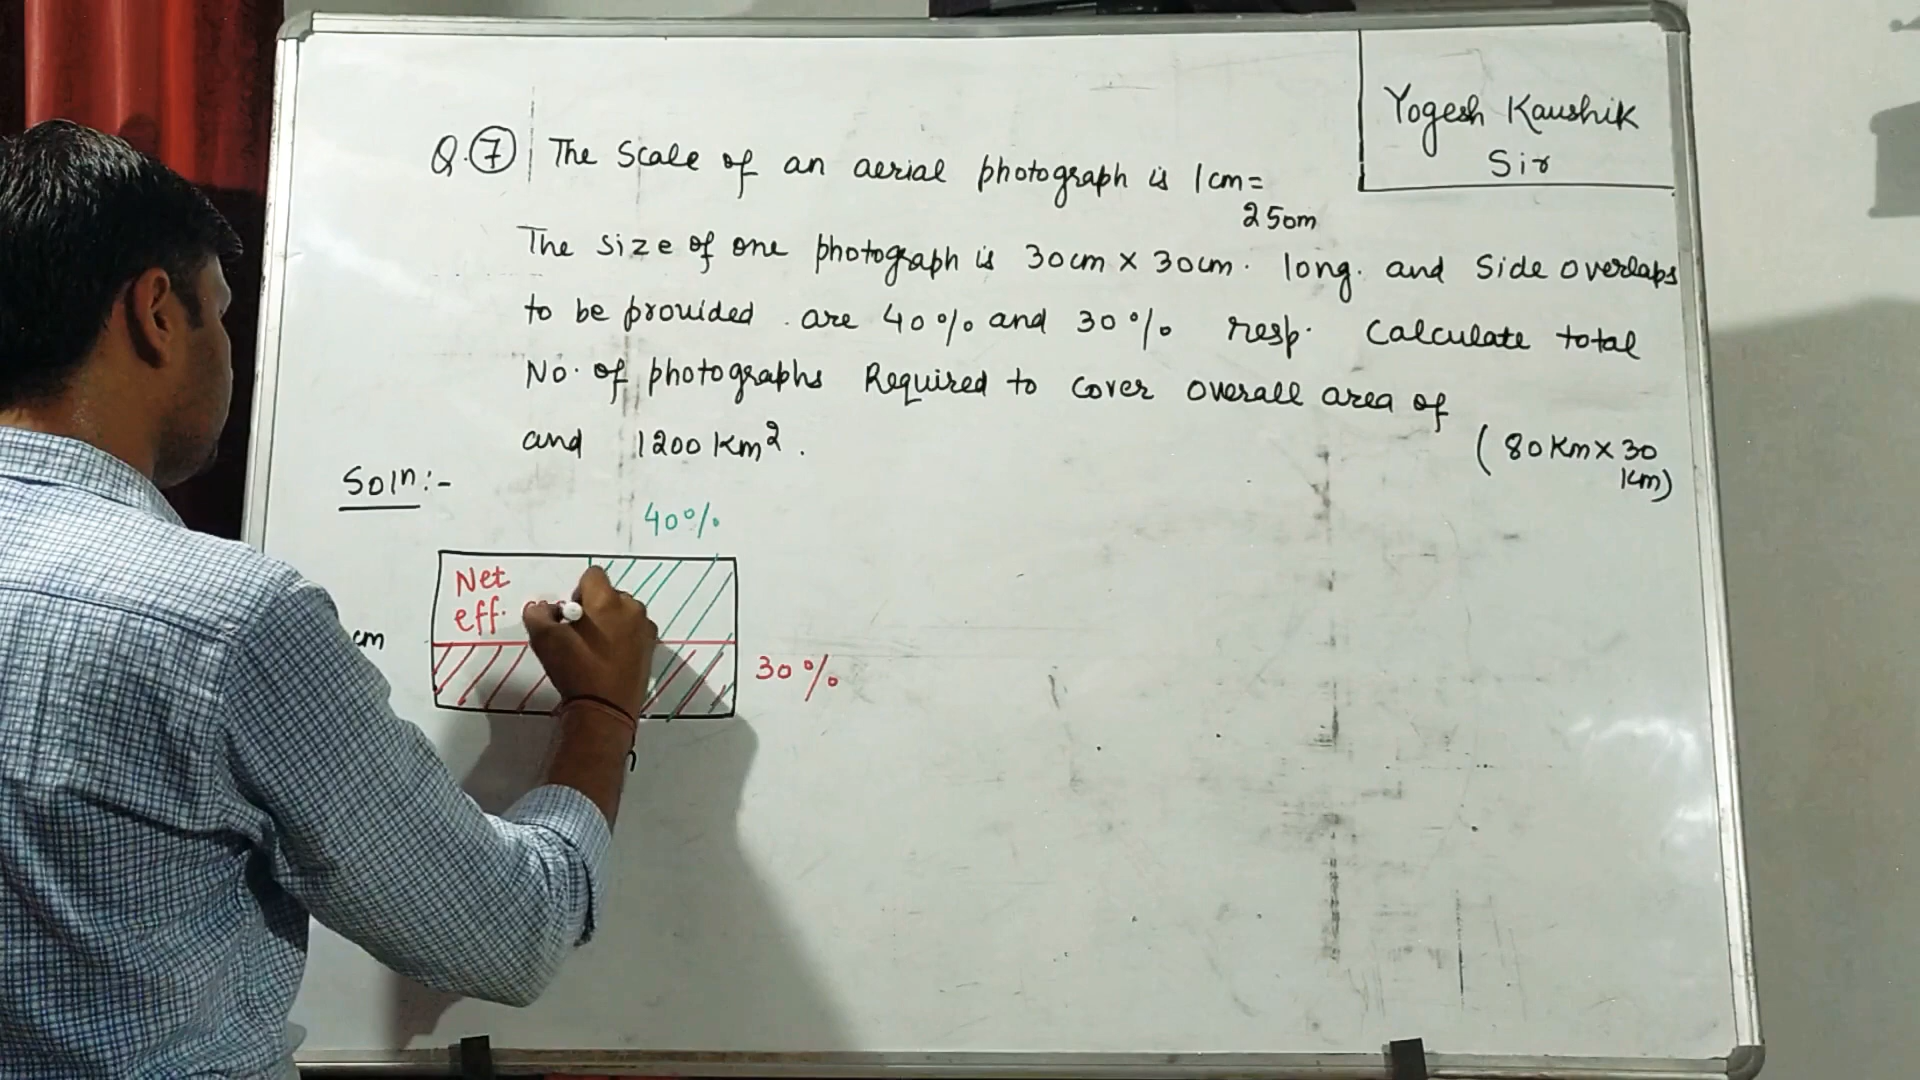 Yogesh Kaushik
Sir
Q.7 The Scale of an aerial photograph is 1cm=
250m
The size of one photograph is 30cm x 30cm. long. and Side overlaps
to be provided are 40% and 30% resp. Calculate total
No. of photographs Required to cover overall area of
(80 Km x 30
Km)
and 1200 Km².
Soln:-
40%
Net
eff.
cm
30%